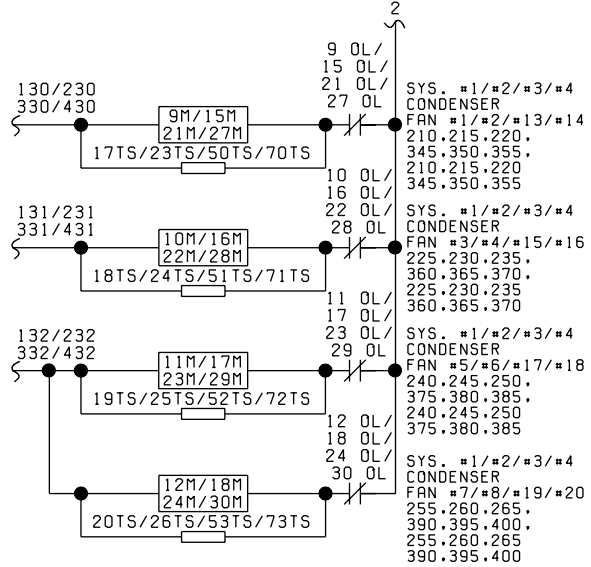 2
9 OL/
15 OL/
21 OL/
27 OL
130/230
330/430
9M/15M
21M/27M
17TS/23TS/50TS/70TS
SYS. #1/#2/#3/#4
CONDENSER
FAN #1/#2/#13/#14
210.215.220.
345.350.355.
210.215.220
345.350.355
10 OL/
16 OL/
22 OL/
28 OL
131/231
331/431
10M/16M
22M/28M
18TS/24TS/51TS/71TS
SYS. #1/#2/#3/#4
CONDENSER
FAN #3/#4/#15/#16
225.230.235.
360.365.370.
225.230.235
360.365.370
11 OL/
17 OL/
23 OL/
29 OL
132/232
332/432
11M/17M
23M/29M
19TS/25TS/52TS/72TS
SYS. #1/#2/#3/#4
CONDENSER
FAN #5/#6/#17/#18
240.245.250.
375.380.385.
240.245.250
375.380.385
12 OL/
18 OL/
24 OL/
30 OL
12M/18M
24M/30M
20TS/26TS/53TS/73TS
SYS. #1/#2/#3/#4
CONDENSER
FAN #7/#8/#19/#20
255.260.265.
390.395.400.
255.260.265
390.395.400